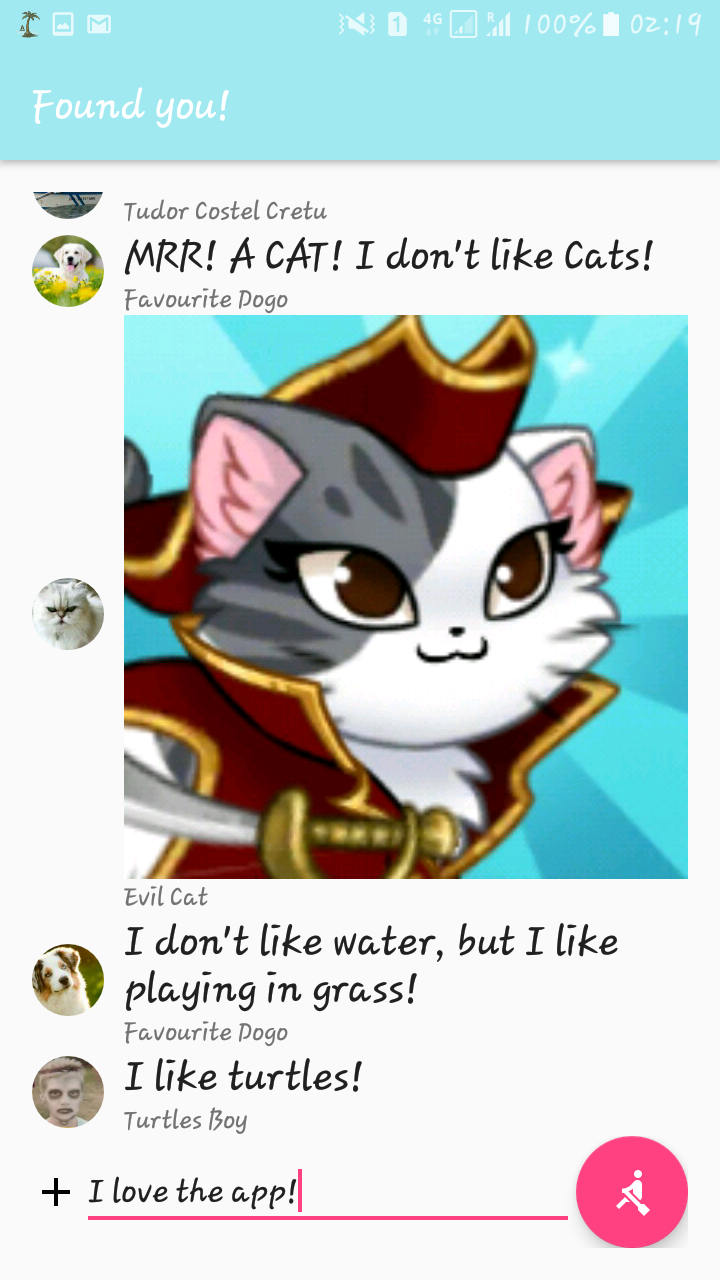 1 4G R 100% 02:19
Found you!
Tudor Costel Cretu
MRR! A CAT! I don't like Cats!
Favourite Dogo
Evil Cat
I don't like water, but I like
playing in grass!
Favourite Dogo
I like turtles!
Turtles Boy
I love the app!